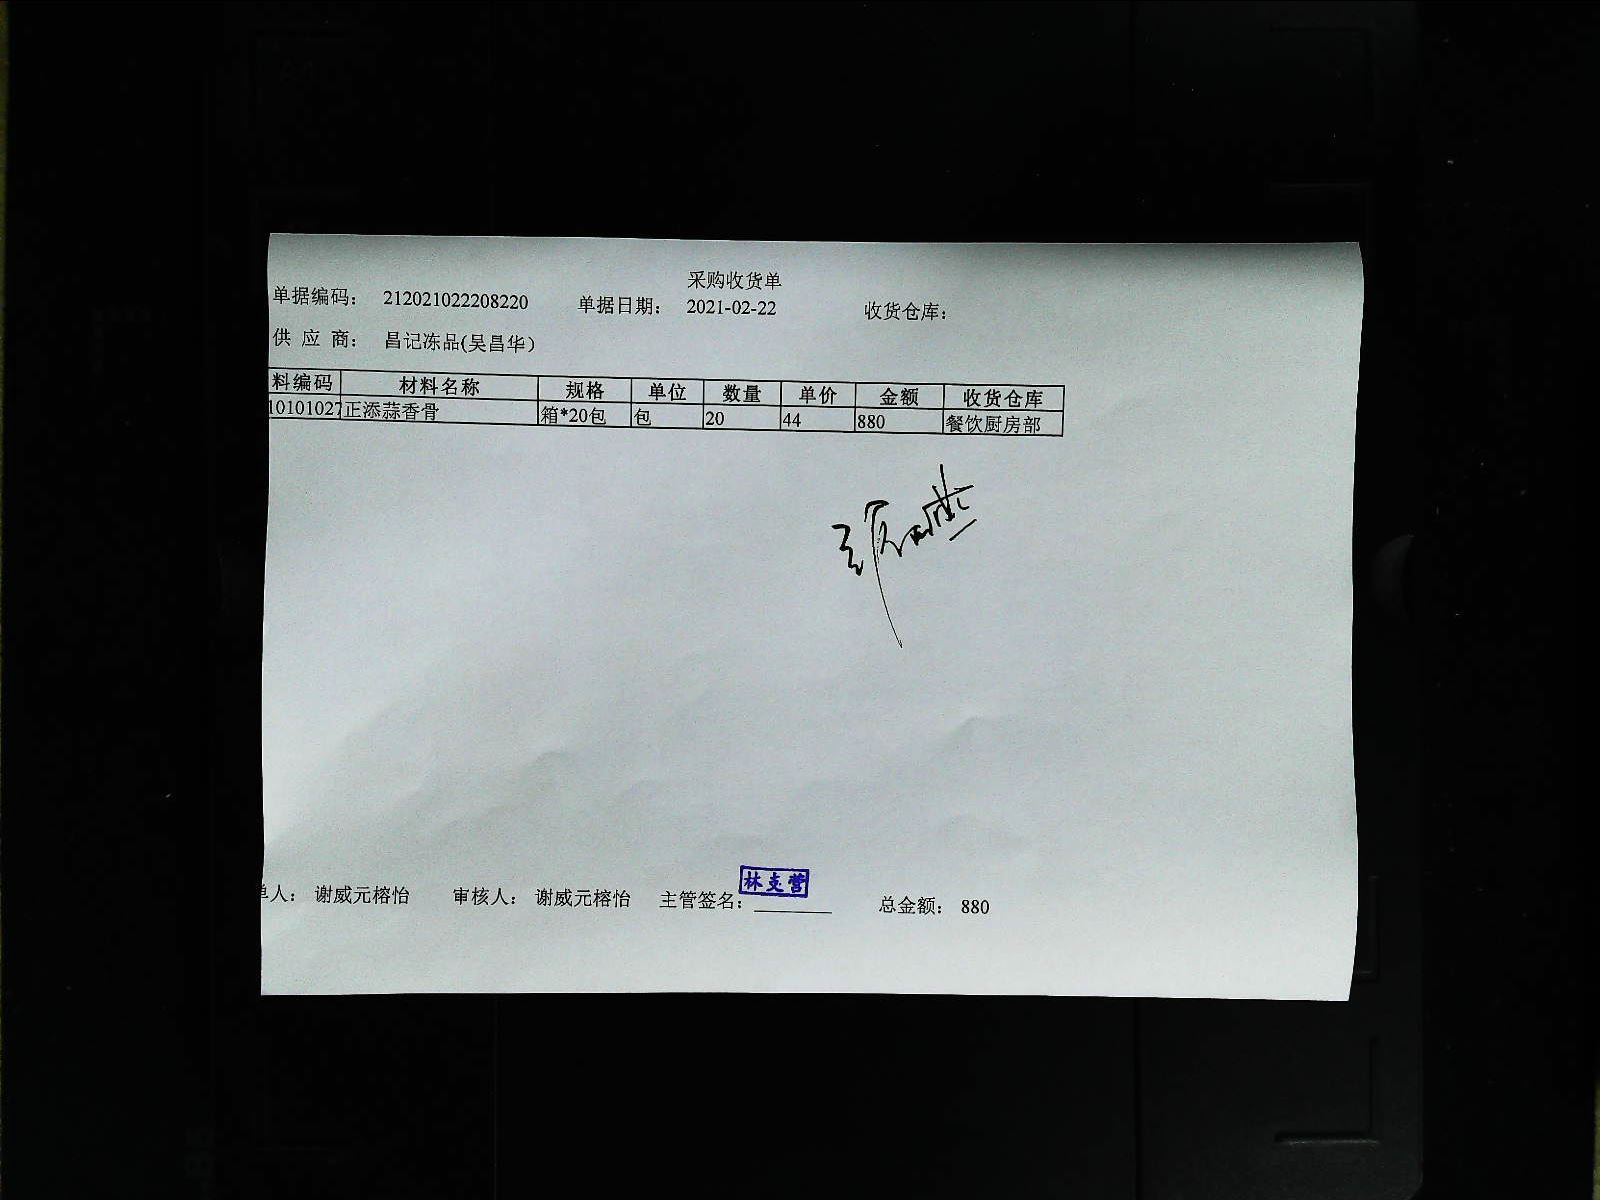 采购收货单
单据编码： 212021022208220 单据日期： 2021-02-22 收货仓库：
供 应 商： 昌记冻品(吴昌华）
料编码 材料名称 规格 单位 数量 单价 金额 收货仓库
10101027 正添蒜香骨 箱*20包 包 20 44 880 餐饮厨房部
单人： 谢威元榕怡 审核人： 谢威元榕怡 主管签名： 林支营 总金额： 880